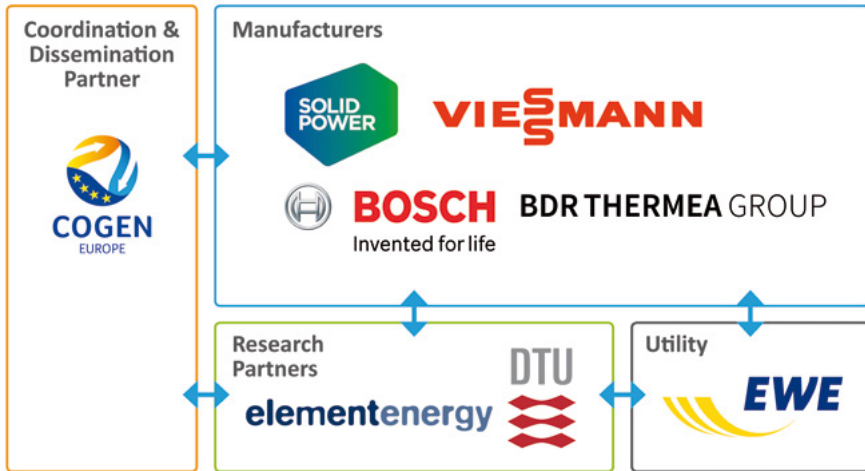 Coordination &
Dissemination
Partner
COGEN
EUROPE
Manufacturers
SOLID
POWER
VIESSMANN
BOSCH
Invented for life
BDR THERMEA GROUP
Research
Partners
DTU
elementenergy
Utility
EWE